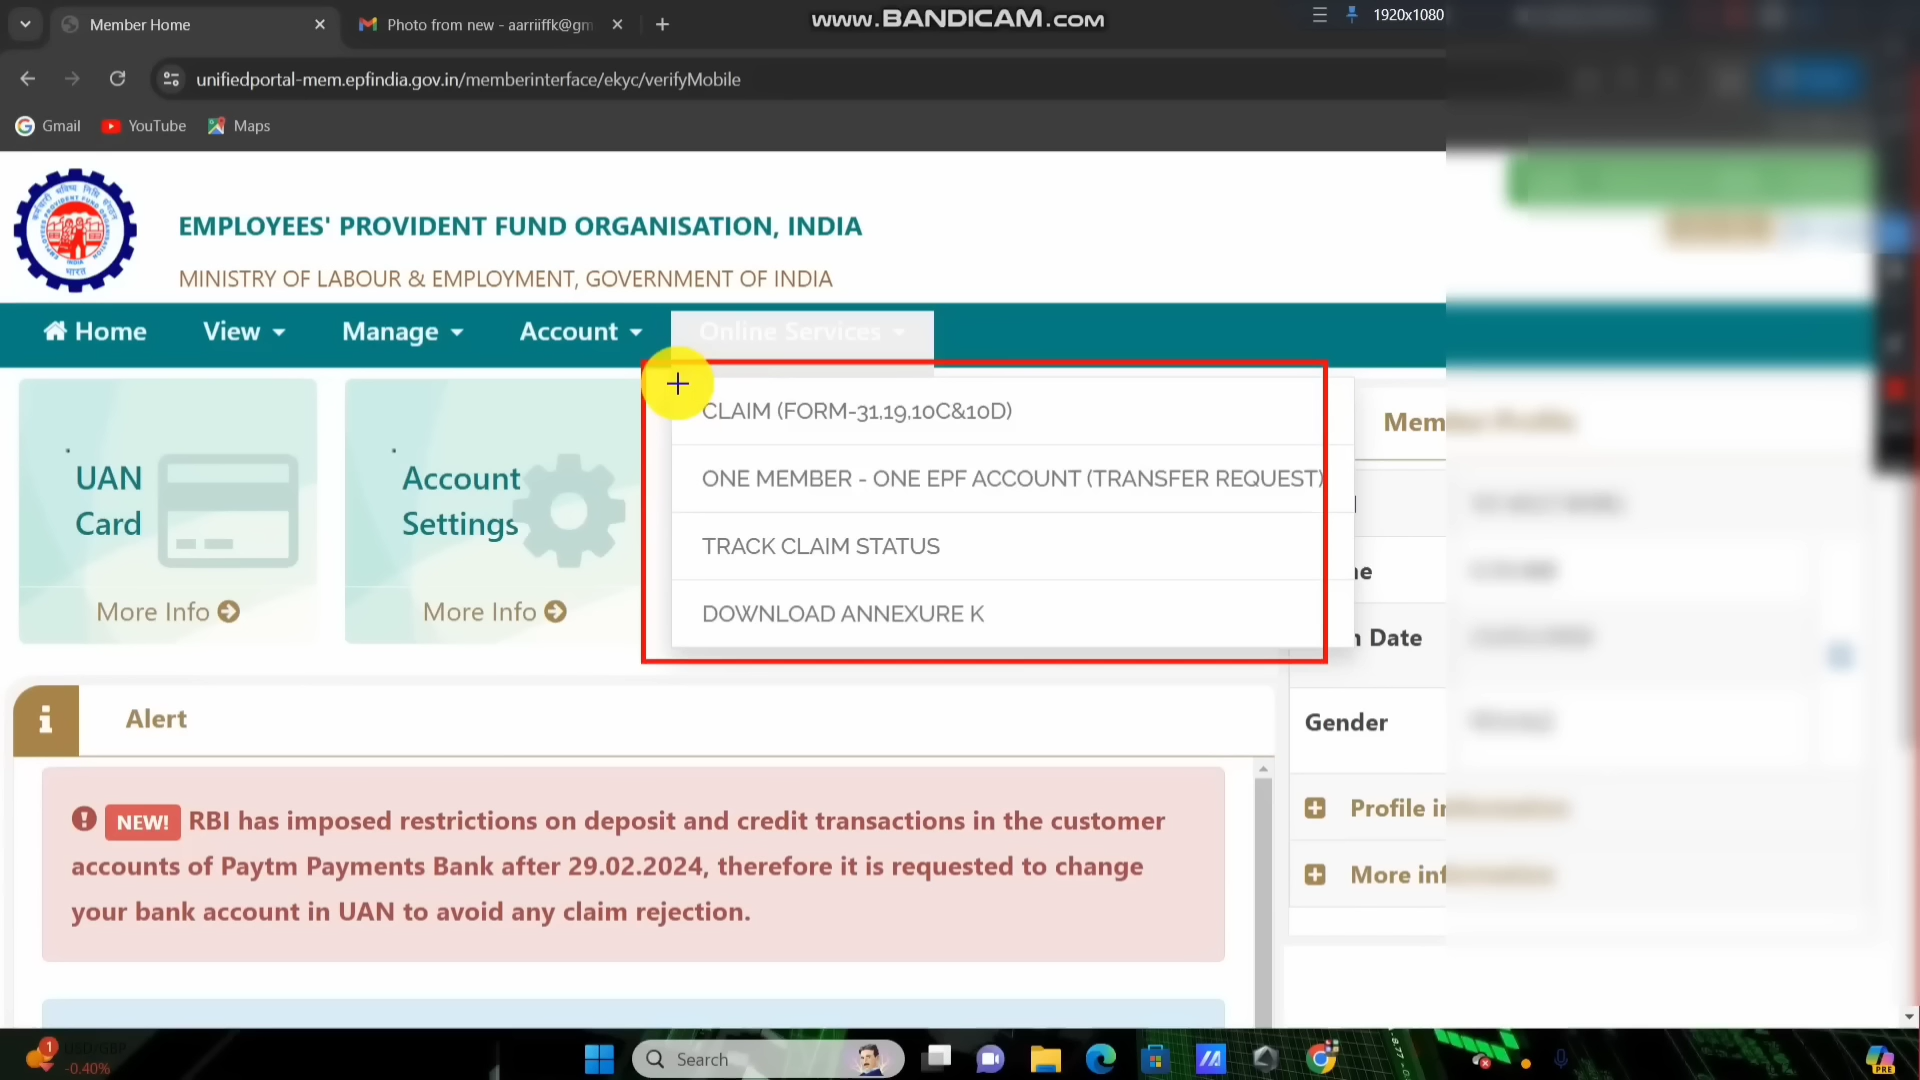 Member Home
Photo from new - aarriiffk@gm
www.BANDICAM.com
1920x1080
unifiedportal-mem.epfindia.gov.in/memberinterface/ekyc/verifyMobile
Gmail
YouTube
Maps
EMPLOYEES' PROVIDENT FUND ORGANISATION, INDIA
MINISTRY OF LABOUR & EMPLOYMENT, GOVERNMENT OF INDIA
Home
View
Manage
Account
Online Services
CLAIM (FORM-31,19,10C&10D)
ONE MEMBER - ONE EPF ACCOUNT (TRANSFER REQUEST)
TRACK CLAIM STATUS
DOWNLOAD ANNEXURE K
UAN
Card
More Info
Account
Settings
More Info
Date
Gender
Alert
NEW! RBI has imposed restrictions on deposit and credit transactions in the customer
accounts of Paytm Payments Bank after 29.02.2024, therefore it is requested to change
your bank account in UAN to avoid any claim rejection.
1
USD/GBP
-0.40%
Search
PRE